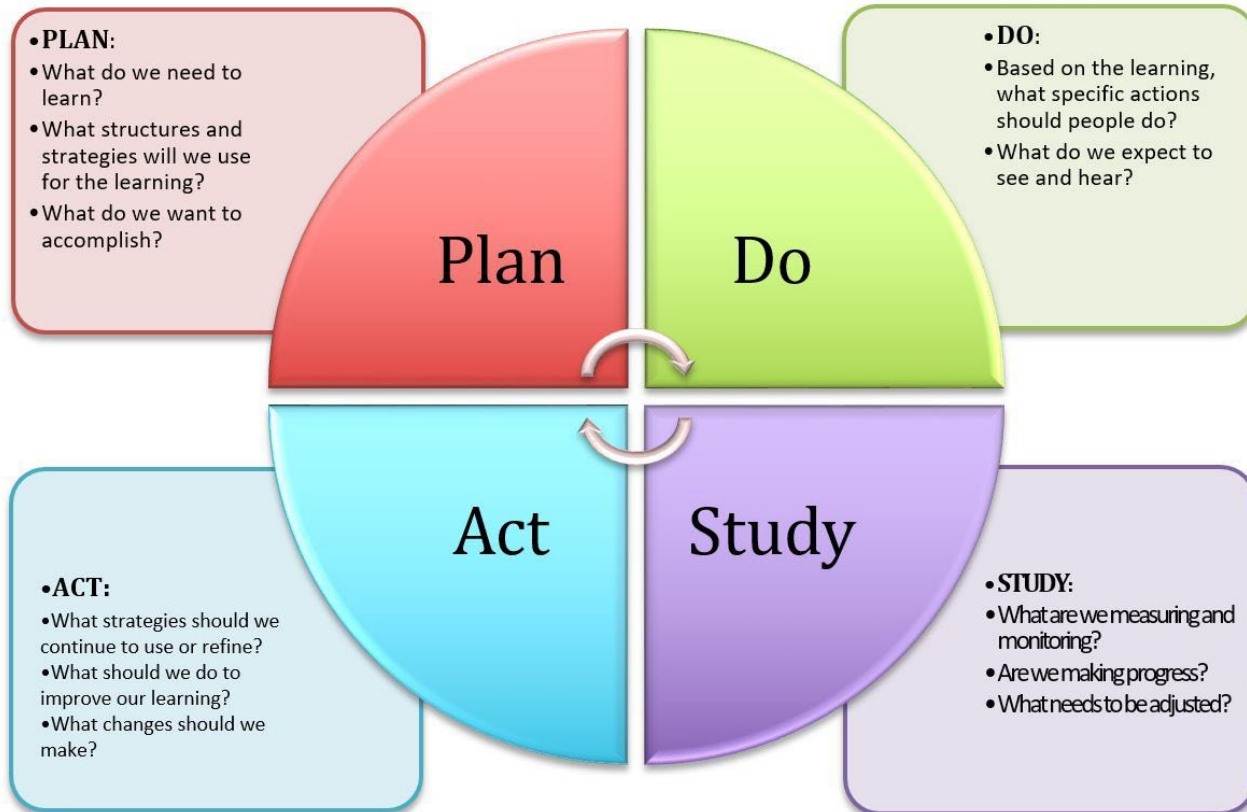 •PLAN:
•What do we need to
learn?
•What structures and
strategies will we use
for the learning?
•What do we want to
accomplish?
•DO:
•Based on the learning,
what specific actions
should people do?
•What do we expect to
see and hear?
Plan
Do
Act
Study
•ACT:
•What strategies should we
continue to use or refine?
•What should we do to
improve our learning?
•What changes should we
make?
•STUDY:
•What are we measuring and
monitoring?
•Are we making progress?
•What needs to be adjusted?